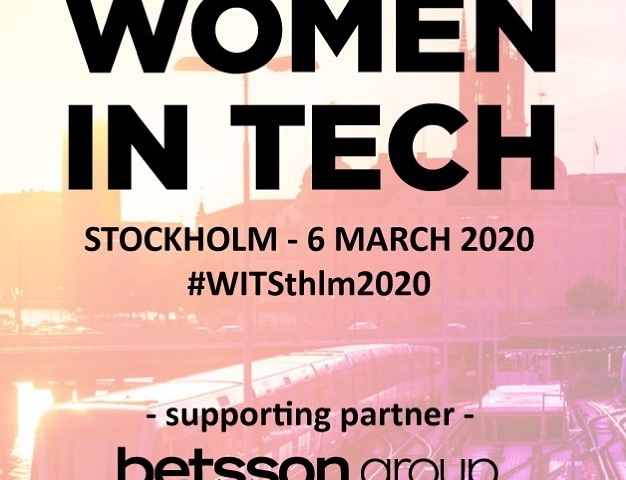 WOMEN
IN TECH
STOCKHOLM - 6 MARCH 2020
#WITSthlm2020
- supporting partner -
betsson group